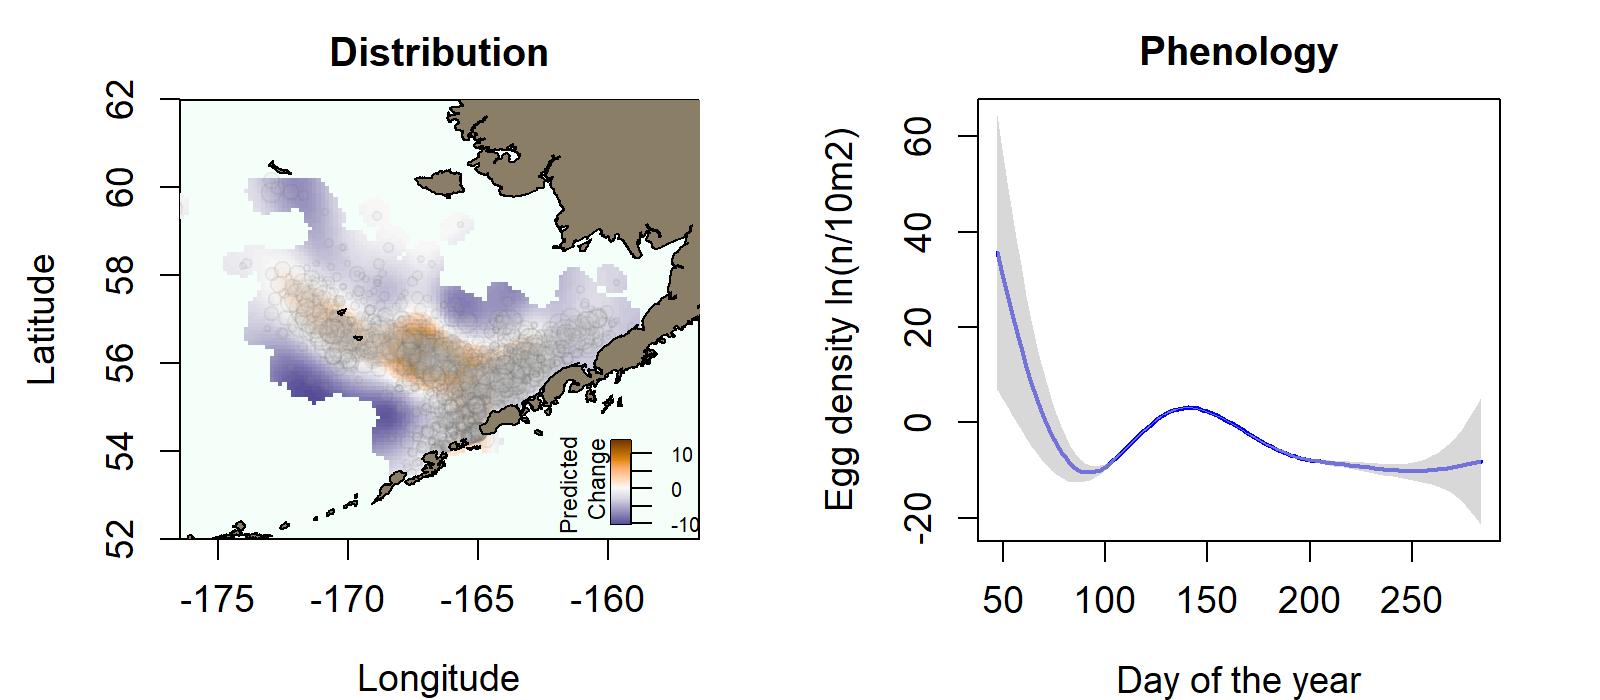 Distribution
Latitude
62
60
58
56
54
52
Predicted
Change
10
0
-10
-175
-170
-165
-160
Longitude
Phenology
Egg density ln(n/10m2)
60
40
20
0
-20
50
100
150
200
250
Day of the year